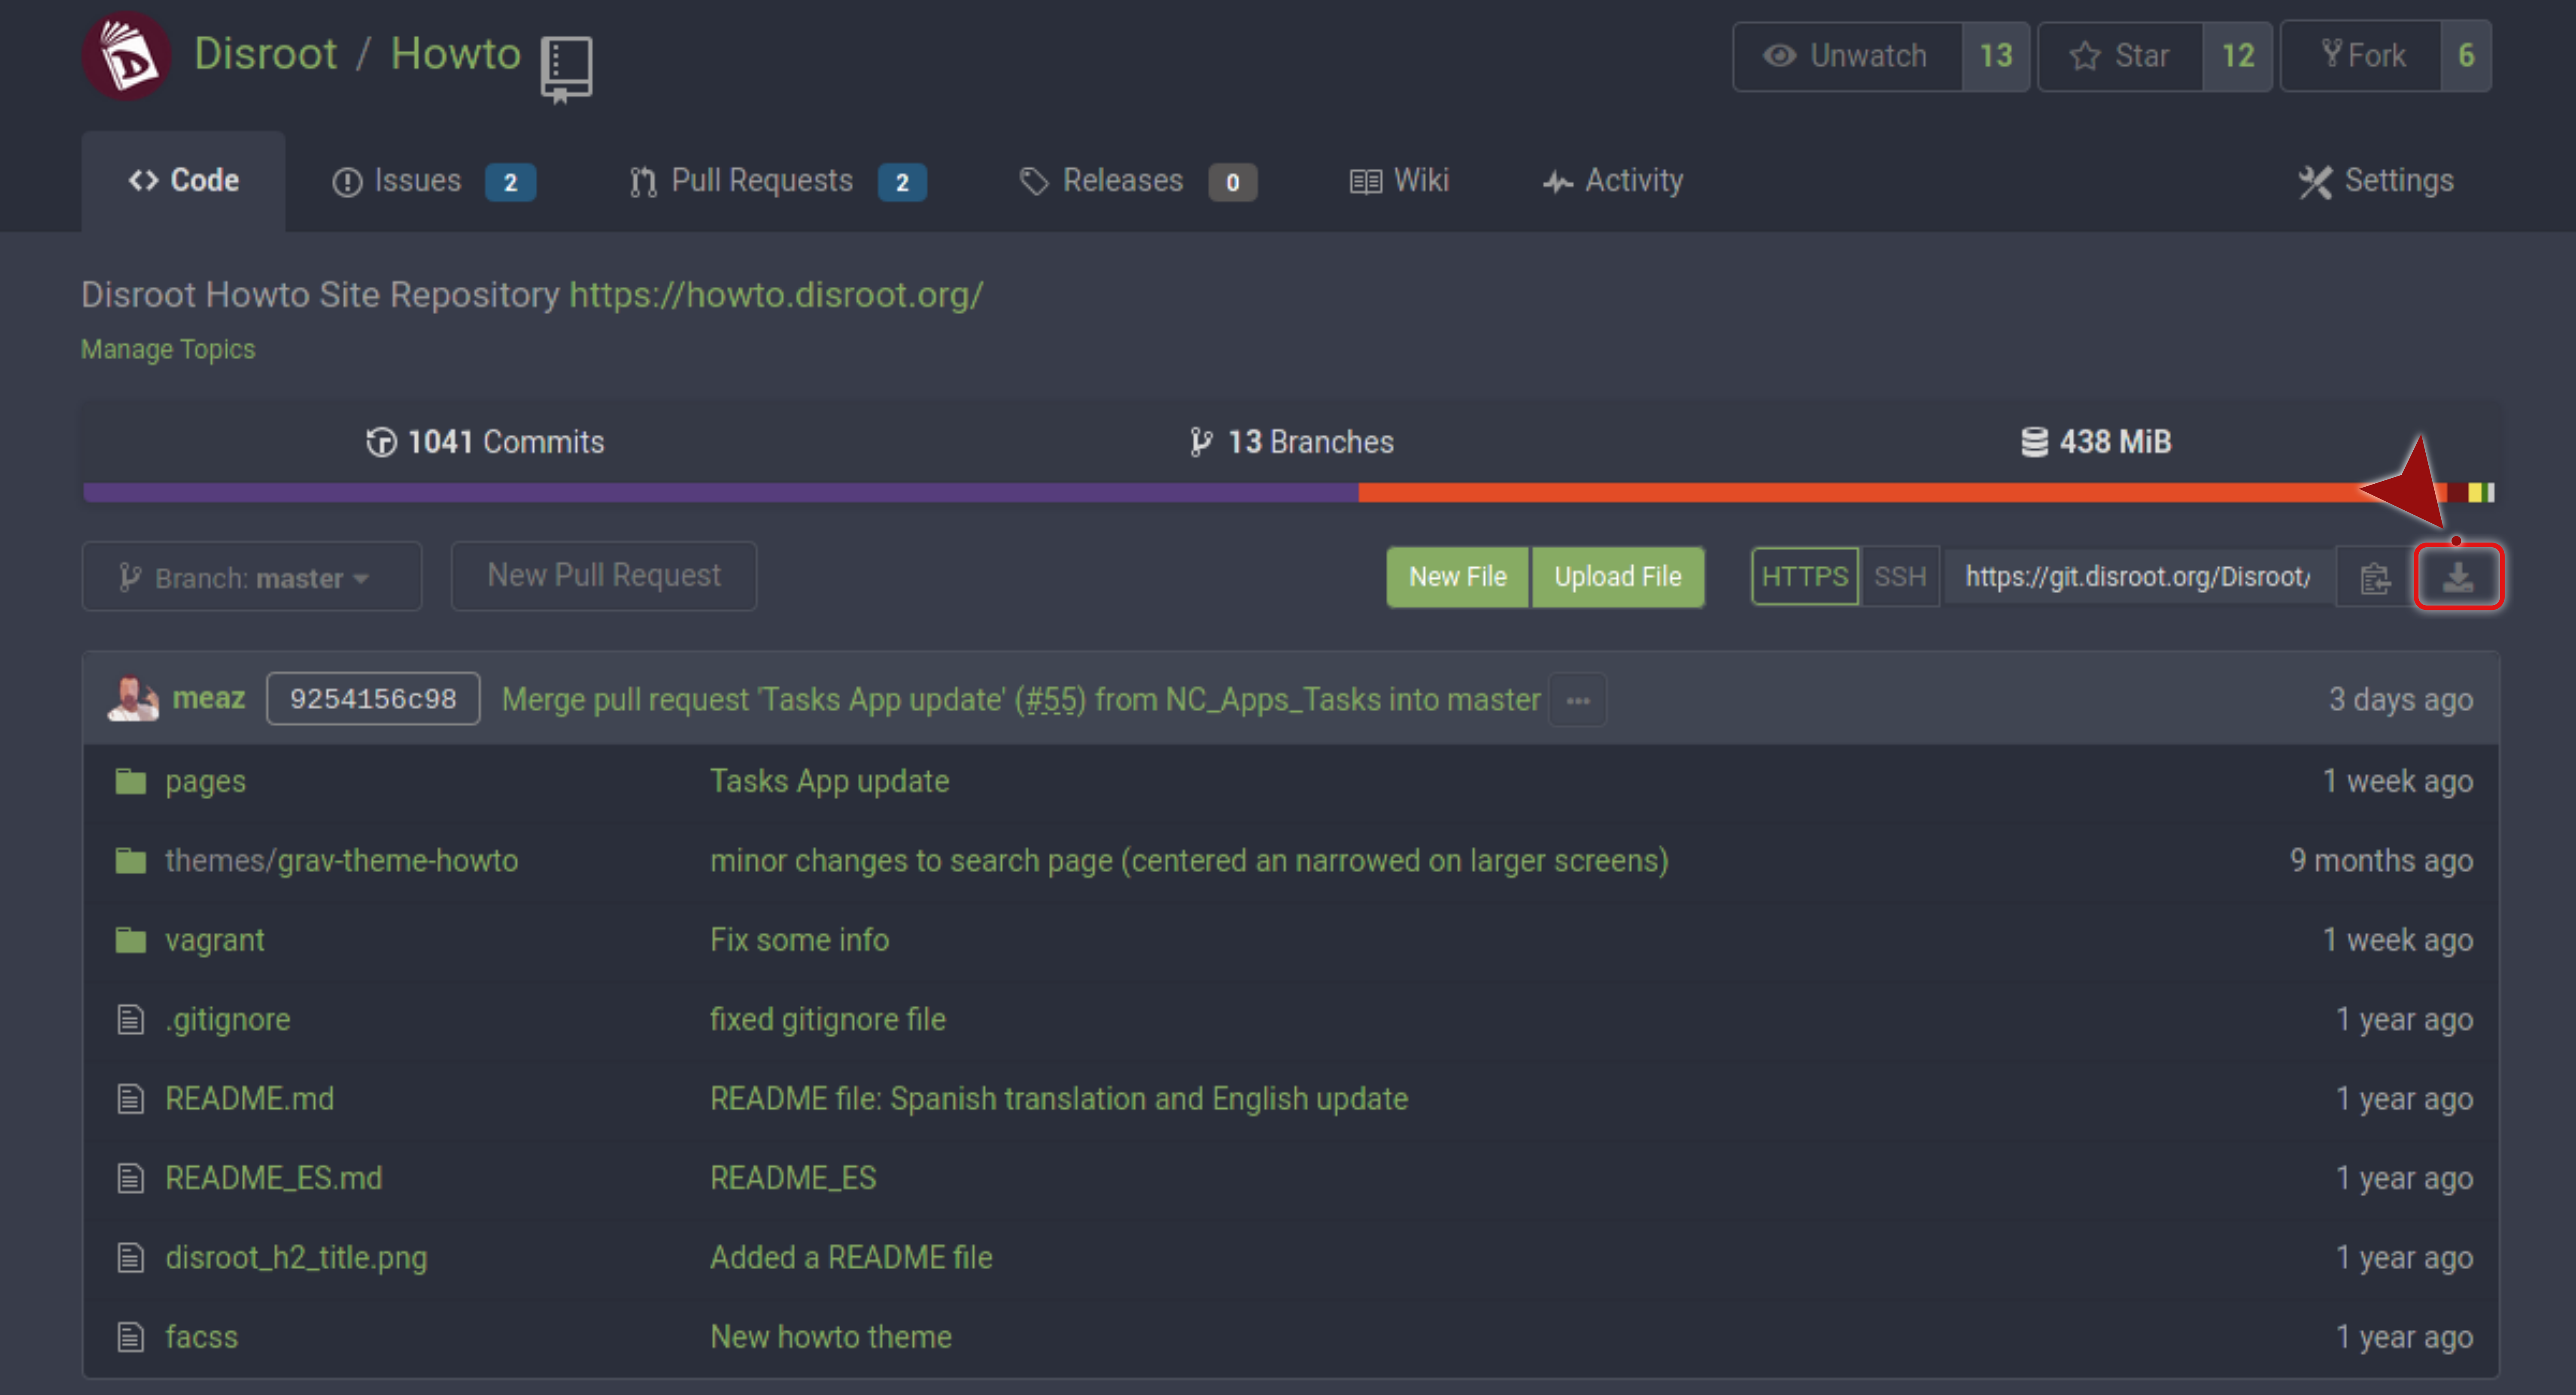 Disroot / Howto
Unwatch 13 Star 12 Fork 6
Code Issues 2 Pull Requests 2 Releases 0 Wiki Activity Settings
Disroot Howto Site Repository https://howto.disroot.org/
Manage Topics
1041 Commits 13 Branches 438 MiB
Branch: master New Pull Request New File Upload File HTTPS SSH https://git.disroot.org/Disroot/
meaz 9254156c98 Merge pull request 'Tasks App update' (#55) from NC_Apps_Tasks into master ... 3 days ago
pages Tasks App update 1 week ago
themes/grav-theme-howto minor changes to search page (centered an narrowed on larger screens) 9 months ago
vagrant Fix some info 1 week ago
.gitignore fixed gitignore file 1 year ago
README.md README file: Spanish translation and English update 1 year ago
README_ES.md README_ES 1 year ago
disroot_h2_title.png Added a README file 1 year ago
facss New howto theme 1 year ago